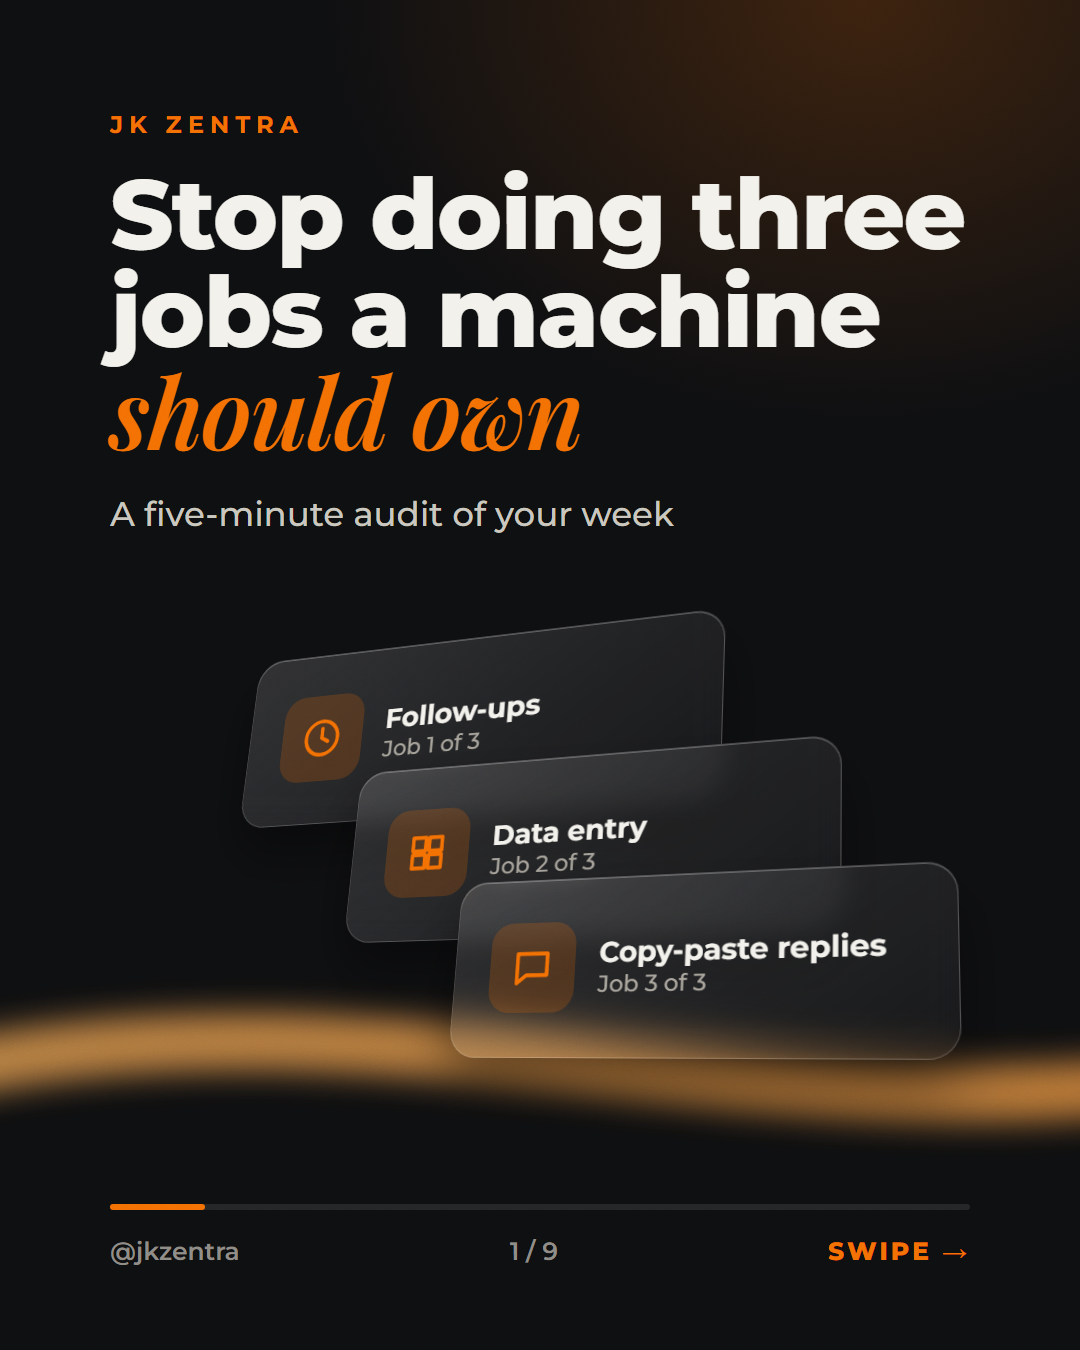 JK ZENTRA
Stop doing three
jobs a machine
should own
A five-minute audit of your week
Follow-ups
Job 1 of 3
Data entry
Job 2 of 3
Copy-paste replies
Job 3 of 3
@jkzentra
1 / 9
SWIPE →